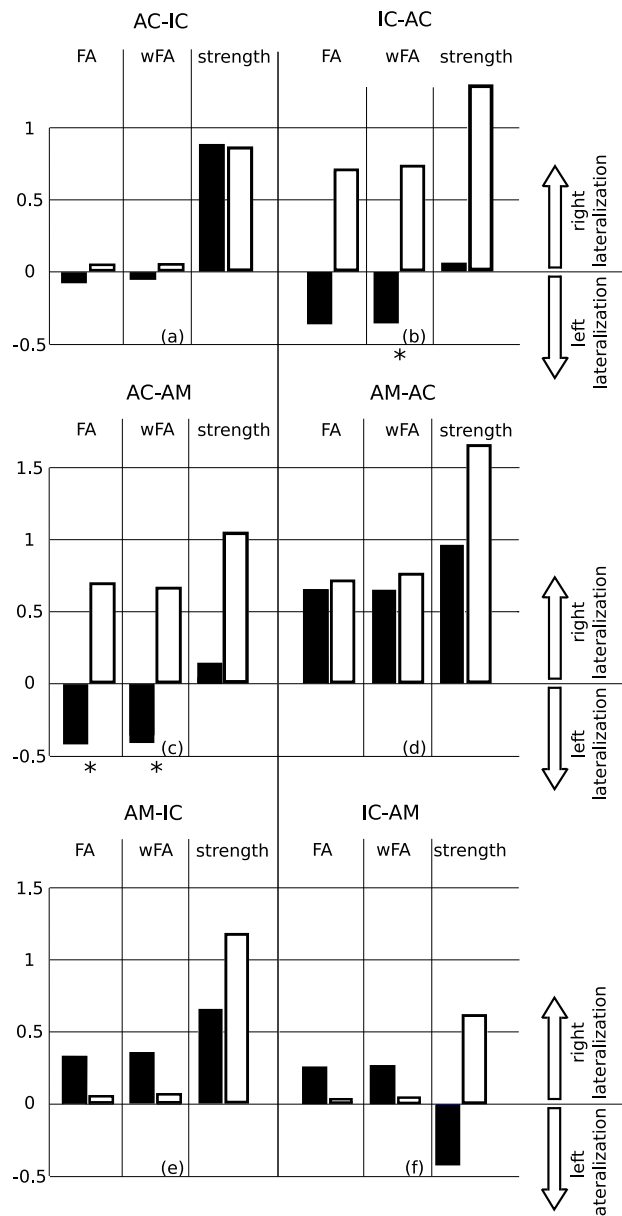 AC-IC IC-AC
FA wFA strength FA wFA strength
1
0.5
0
-0.5
(a) (b)
*
right
lateralization
left
lateralization
AC-AM AM-AC
FA wFA strength FA wFA strength
1.5
1
0.5
0
-0.5
(c) (d)
* *
right
lateralization
left
lateralization
AM-IC IC-AM
FA wFA strength FA wFA strength
1.5
1
0.5
0
-0.5
(e) (f)
right
lateralization
left
ateralization